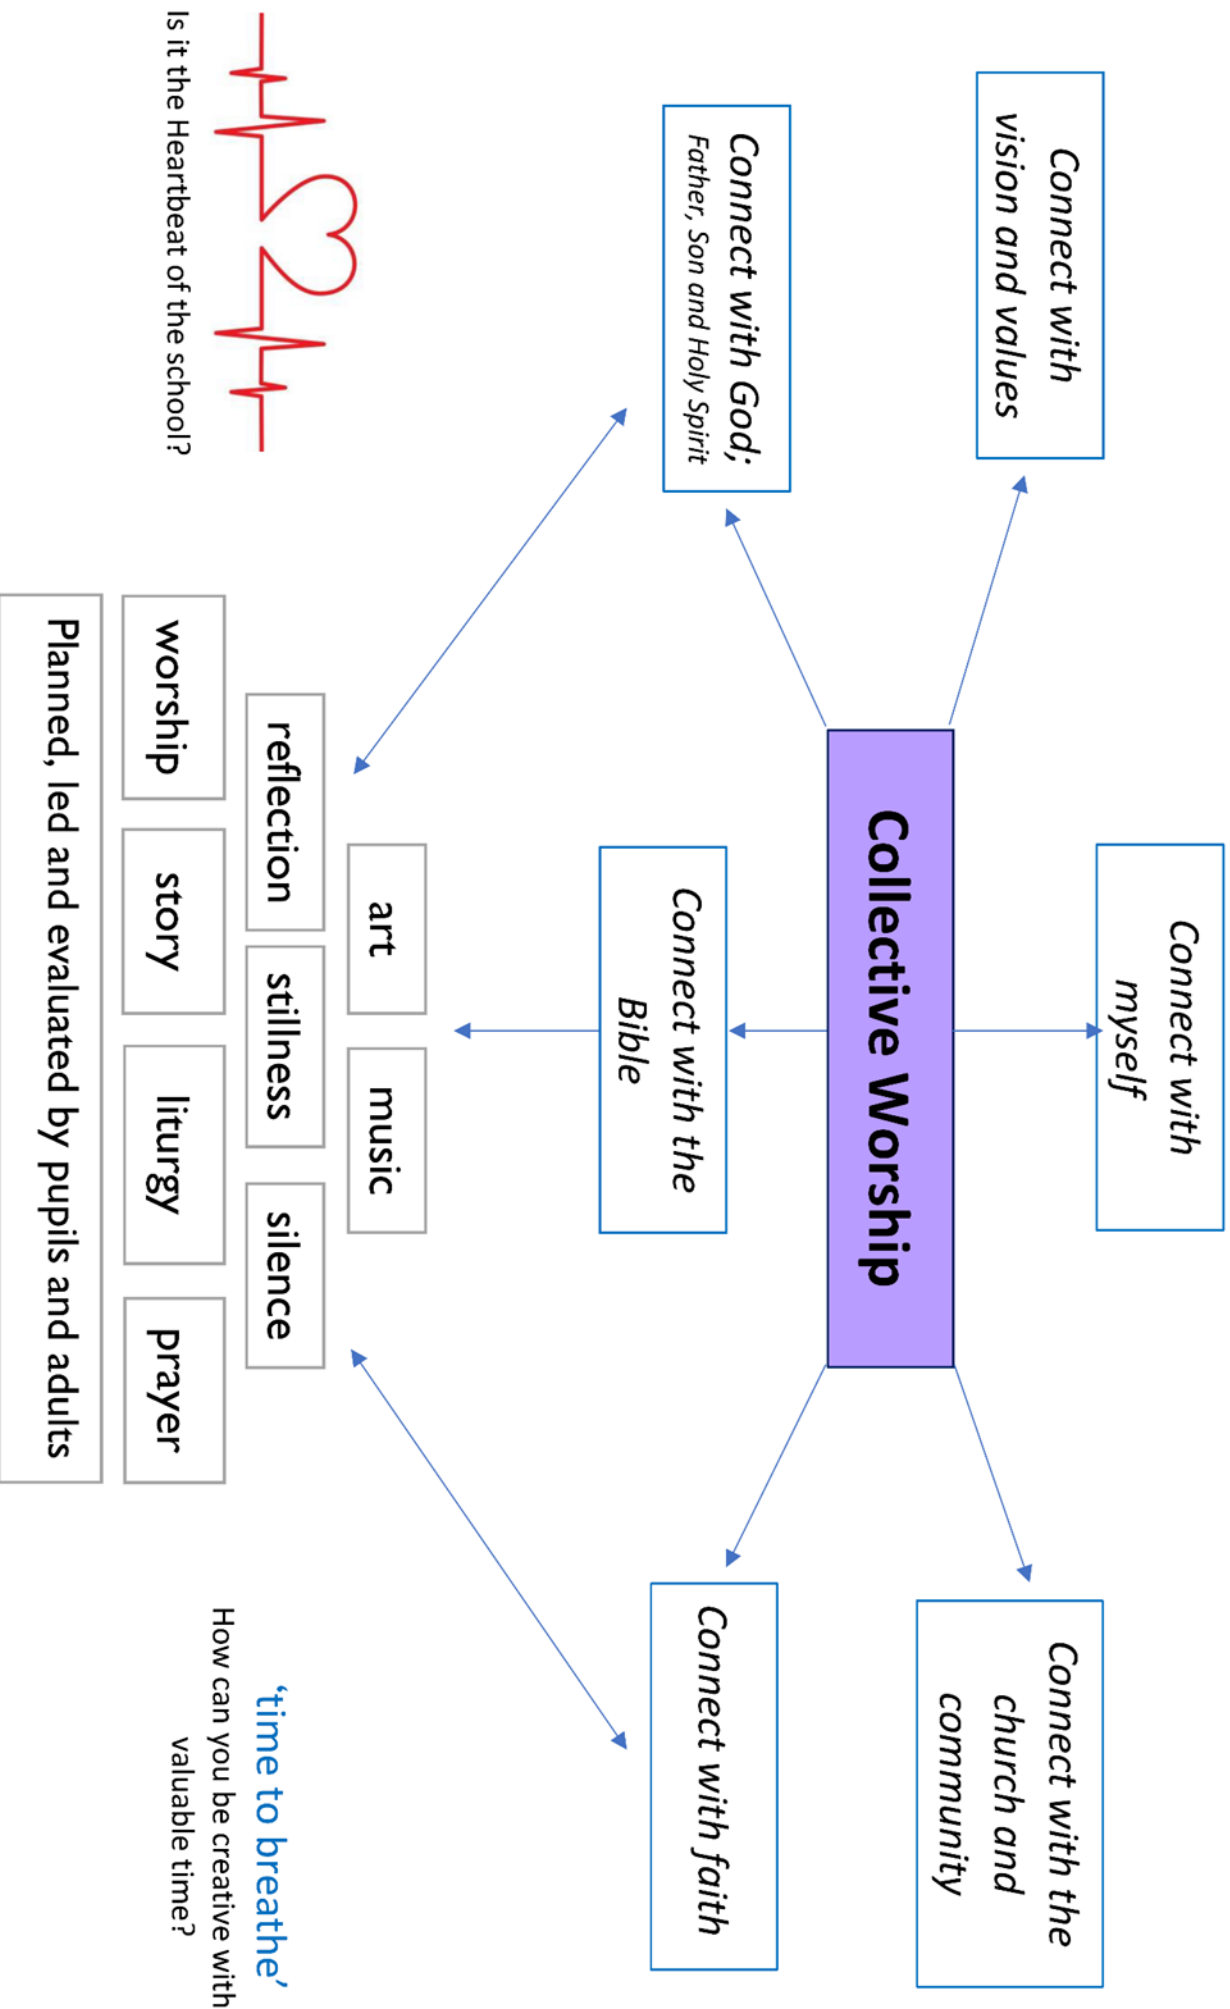 Connect with
myself
Connect with
vision and values
Connect with the
church and
community
Collective Worship
Connect with God;
Father, Son and Holy Spirit
Connect with the
Bible
Connect with faith
art
music
reflection
stillness
silence
worship
story
liturgy
prayer
Planned, led and evaluated by pupils and adults
Is it the Heartbeat of the school?
‘time to breathe’
How can you be creative with
valuable time?